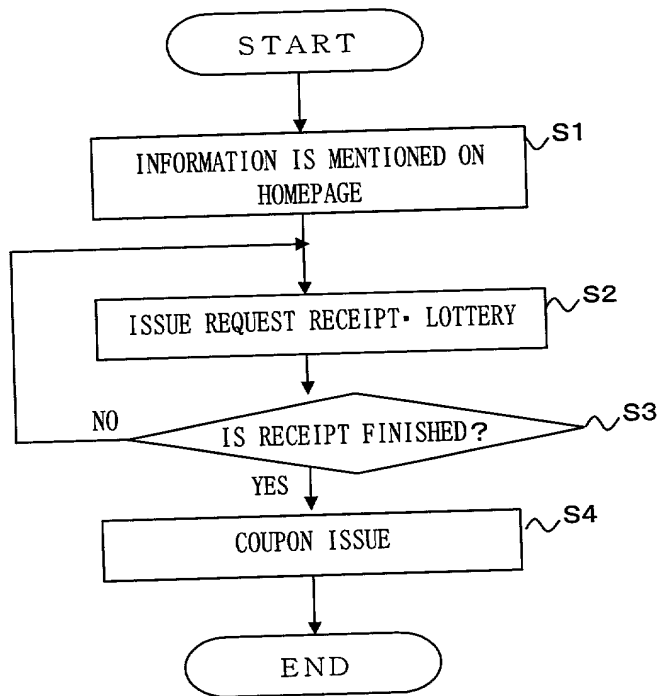 START
S1
INFORMATION IS MENTIONED ON
HOMEPAGE
S2
ISSUE REQUEST RECEIPT・ LOTTERY
S3
NO
IS RECEIPT FINISHED?
YES
S4
COUPON ISSUE
END